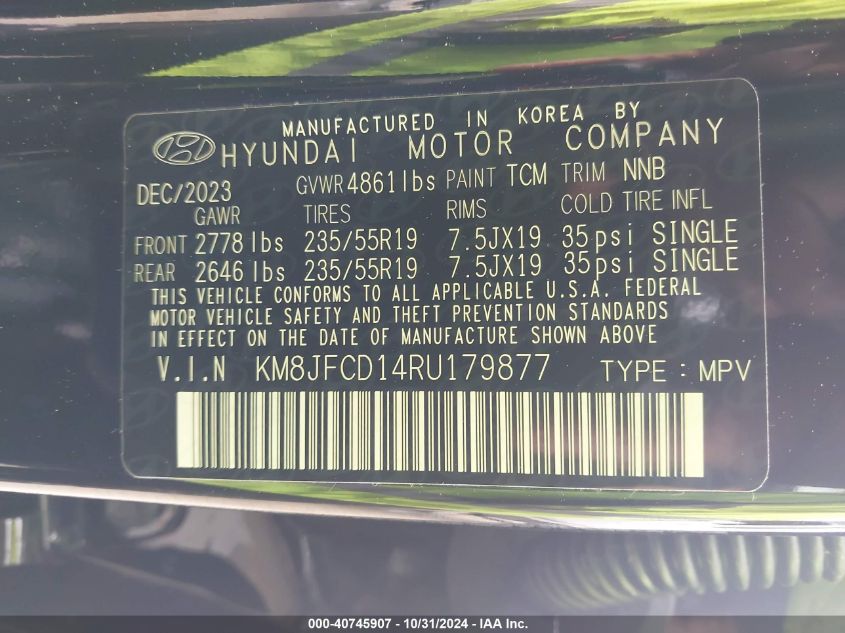 MANUFACTURED IN KOREA BY
HYUNDAI MOTOR COMPANY
DEC/2023 GVWR 4861lbs PAINT TCM TRIM NNB
GAWR TIRES RIMS COLD TIRE INFL
FRONT 2778 lbs 235/55R19 7.5JX19 35psi SINGLE
REAR 2646 lbs 235/55R19 7.5JX19 35psi SINGLE
THIS VEHICLE CONFORMS TO ALL APPLICABLE U.S.A. FEDERAL
MOTOR VEHICLE SAFETY AND THEFT PREVENTION STANDARDS
IN EFFECT ON THE DATE OF MANUFACTURE SHOWN ABOVE
V.I.N KM8JFCD14RU179877 TYPE : MPV
000-40745907 - 10/31/2024 - IAA Inc.